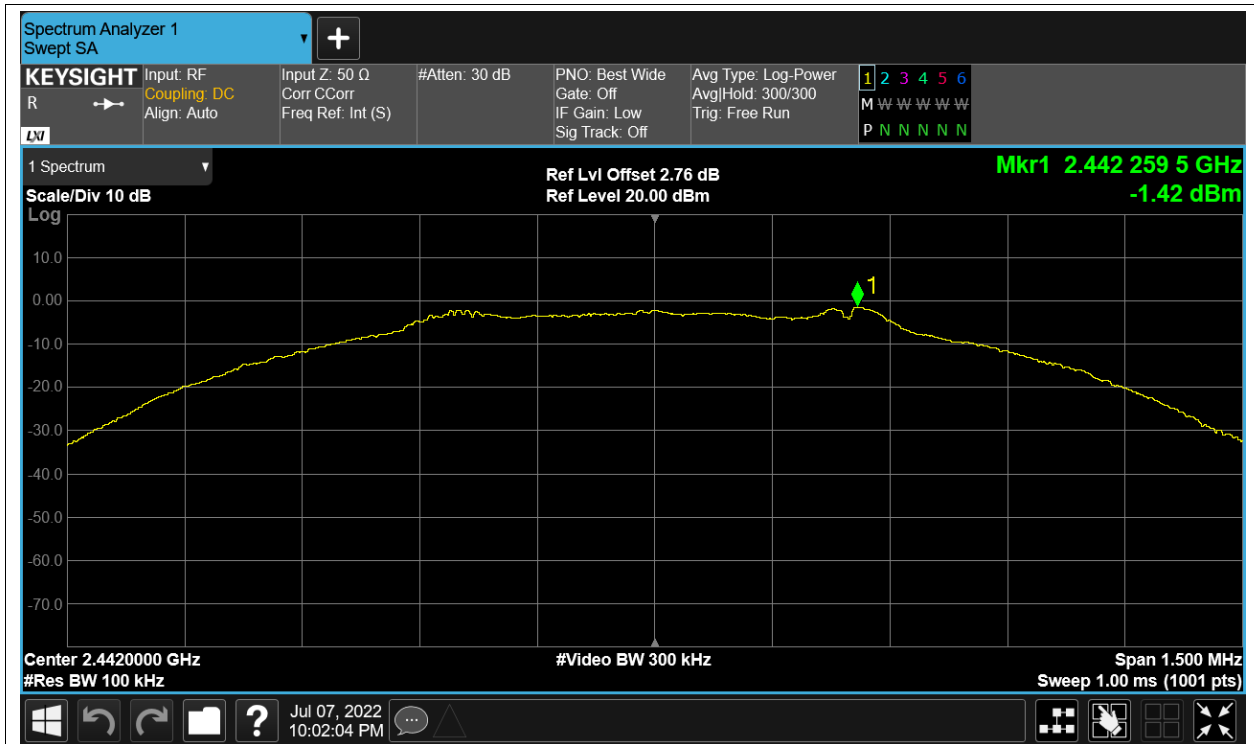 Spectrum Analyzer 1
Swept SA
+
KEYSIGHT
R
LXI
Input: RF
Coupling: DC
Align: Auto
Input Z: 50 Ω
Corr CCorr
Freq Ref: Int (S)
#Atten: 30 dB
PNO: Best Wide
Gate: Off
IF Gain: Low
Sig Track: Off
Avg Type: Log-Power
Avg|Hold: 300/300
Trig: Free Run
1 2 3 4 5 6
M W W W W W
P N N N N N
1 Spectrum
Scale/Div 10 dB
Log
Ref Lvl Offset 2.76 dB
Ref Level 20.00 dBm
Mkr1 2.442 259 5 GHz
-1.42 dBm
10.0
0.00
-10.0
-20.0
-30.0
-40.0
-50.0
-60.0
-70.0
1
Center 2.4420000 GHz
#Res BW 100 kHz
#Video BW 300 kHz
Span 1.500 MHz
Sweep 1.00 ms (1001 pts)
?
Jul 07, 2022
10:02:04 PM